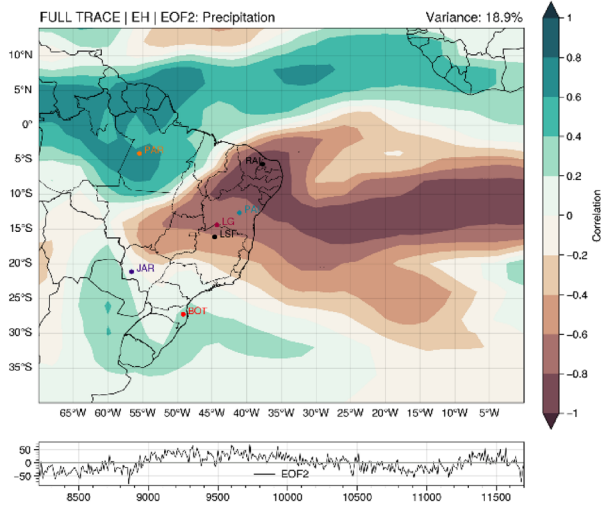 FULL TRACE | EH | EOF2: Precipitation Variance: 18.9%
10°N
5°N
0°
5°S
10°S
15°S
20°S
25°S
30°S
35°S
65°W 60°W 55°W 50°W 45°W 40°W 35°W 30°W 25°W 20°W 15°W 10°W 5°W
PAR
RAI
LG
LSF
JAR
BOT
1
0.8
0.6
0.4
0.2
0
−0.2
−0.4
−0.6
−0.8
−1
Correlation
50
0
−50
EOF2
8500 9000 9500 10000 10500 11000 11500